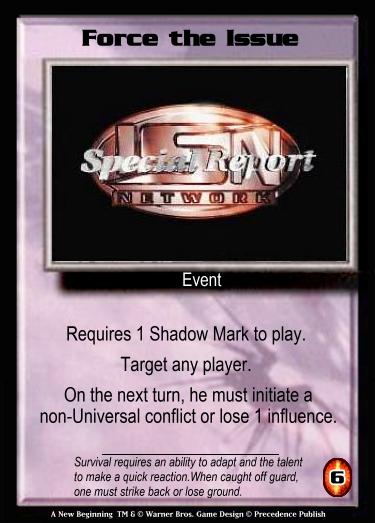 Force the Issue
ISN
Special Report
NETWORK
Event
Requires 1 Shadow Mark to play.
Target any player.
On the next turn, he must initiate a
non-Universal conflict or lose 1 influence.
Survival requires an ability to adapt and the talent
to make a quick reaction.When caught off guard,
one must strike back or lose ground.
6
A New Beginning TM & © Warner Bros. Game Design © Precedence Publish